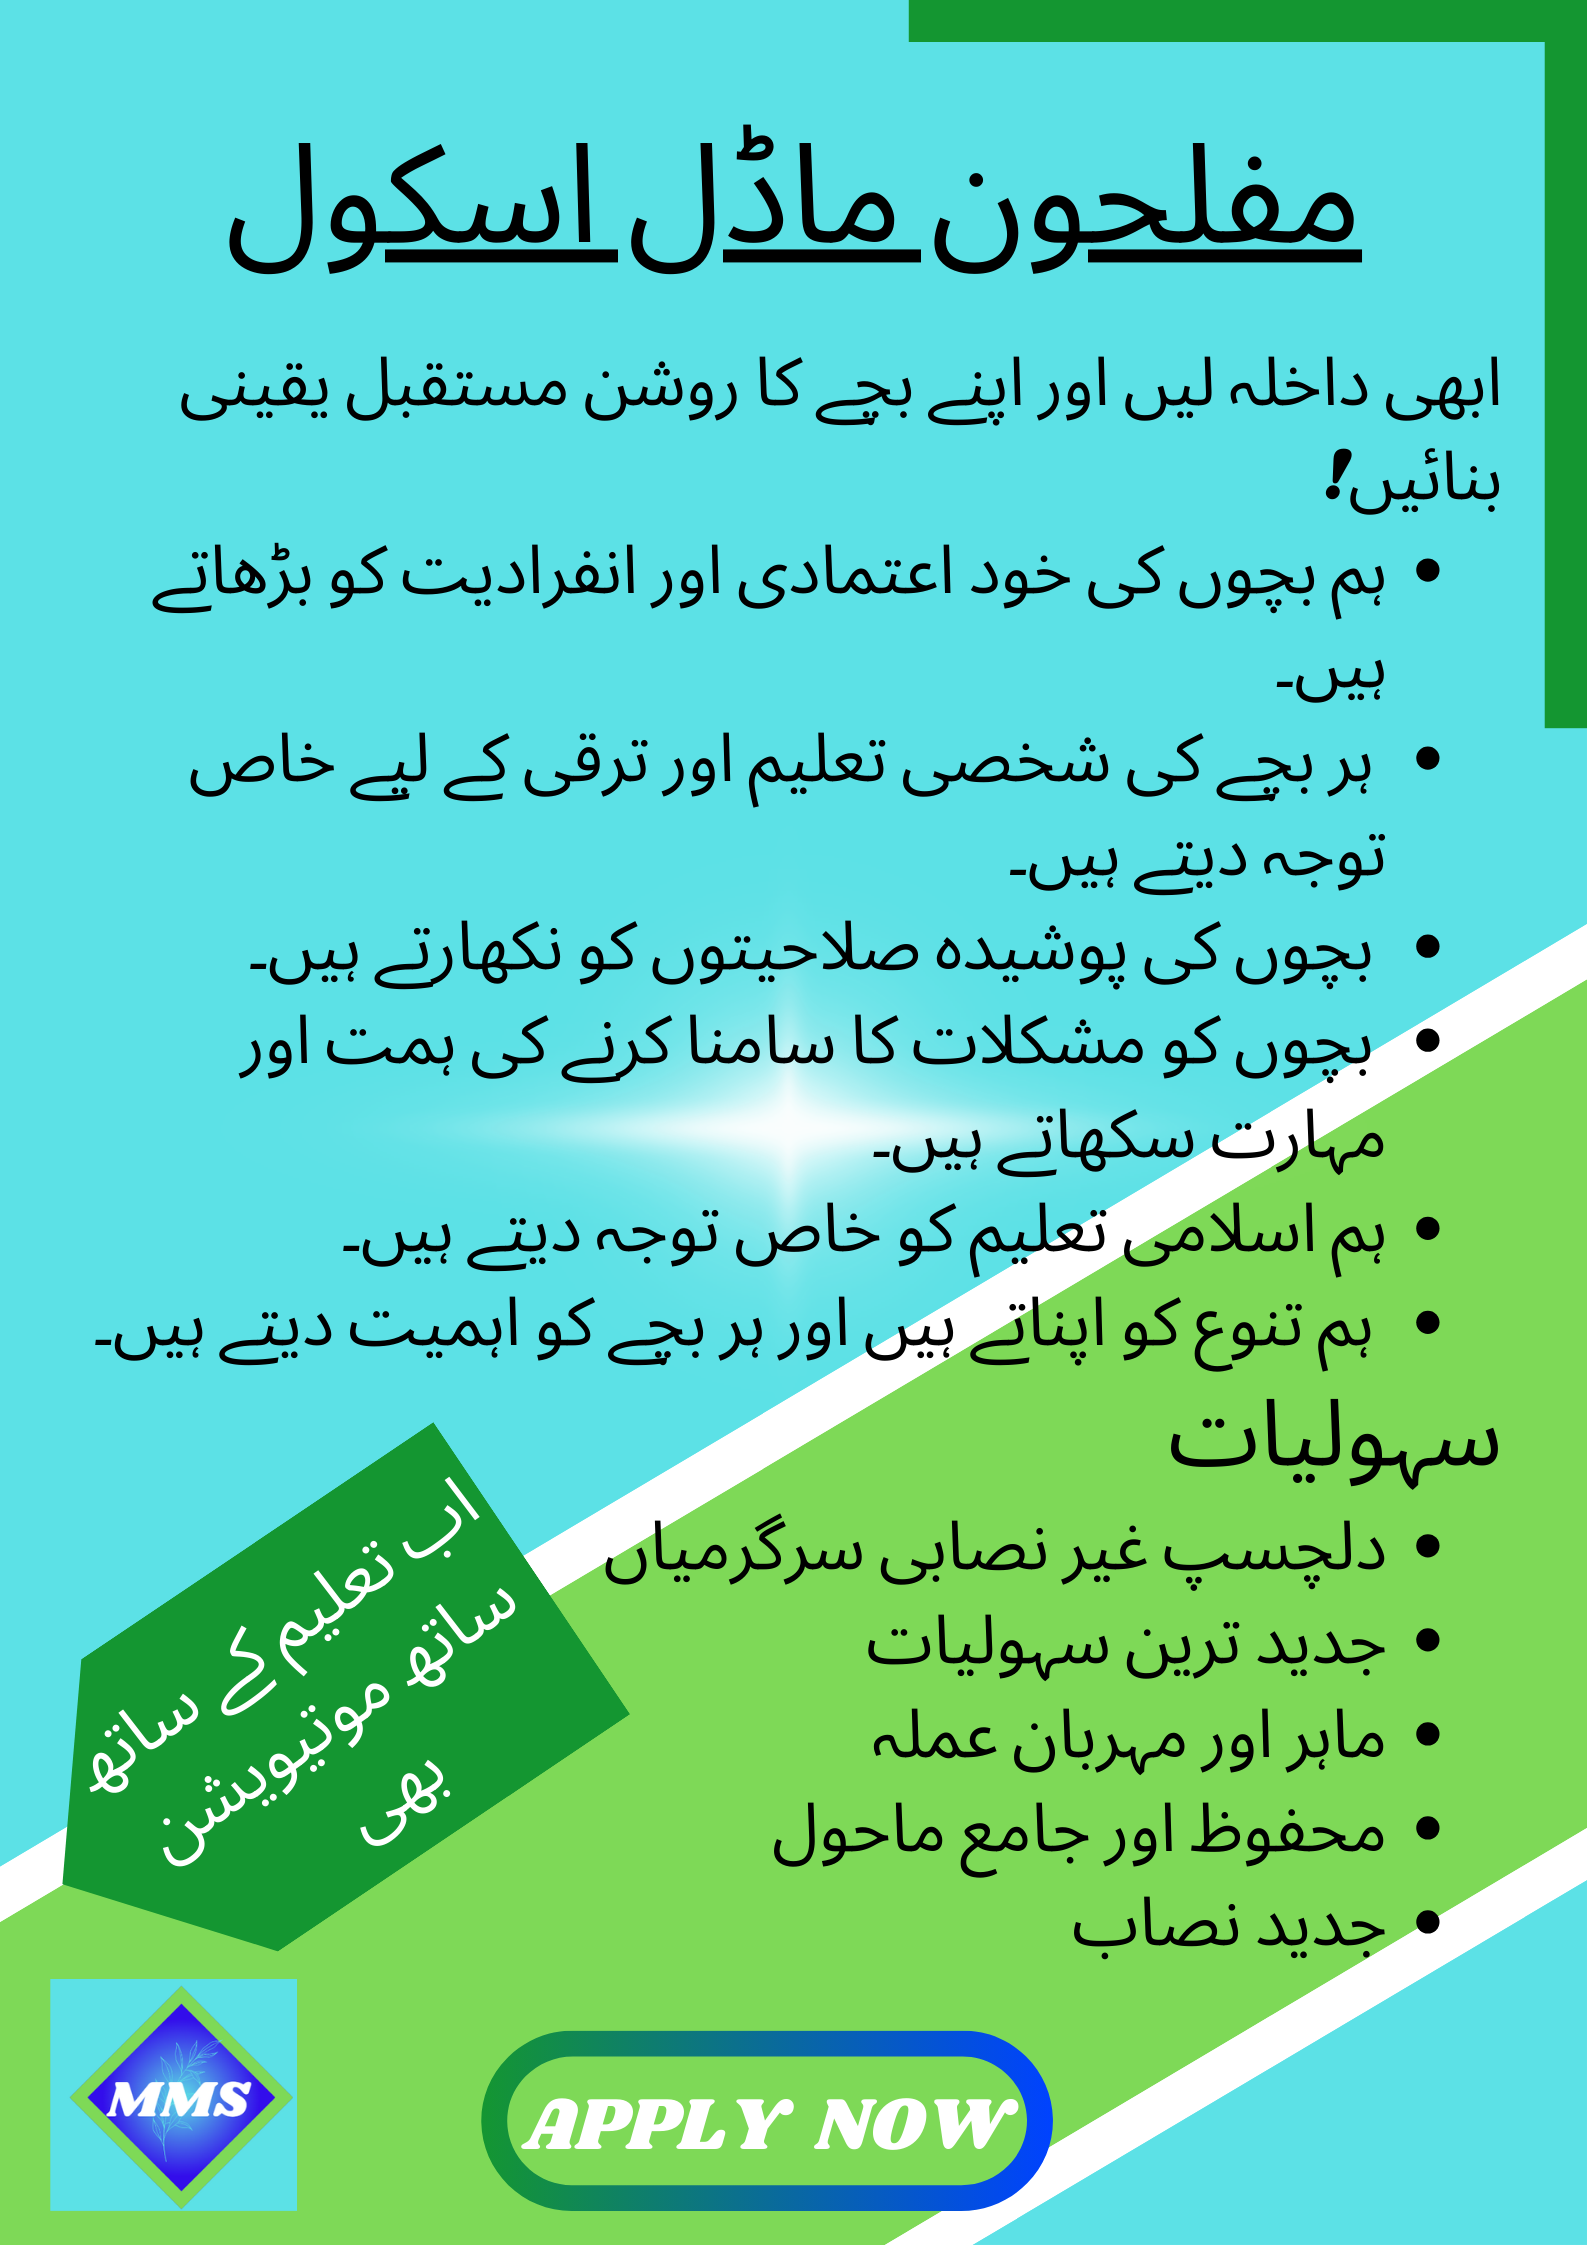 مفلحون ماڈل اسکول
ابھی داخلہ لیں اور اپنے بچے کا روشن مستقبل یقینی
بنائیں!
• ہم بچوں کی خود اعتمادی اور انفرادیت کو بڑھاتے
ہیں۔
• ہر بچے کی شخصی تعلیم اور ترقی کے لیے خاص
توجہ دیتے ہیں۔
• بچوں کی پوشیدہ صلاحیتوں کو نکھارتے ہیں۔
• بچوں کو مشکلات کا سامنا کرنے کی ہمت اور
مہارت سکھاتے ہیں۔
• ہم اسلامی تعلیم کو خاص توجہ دیتے ہیں۔
• ہم تنوع کو اپناتے ہیں اور ہر بچے کو اہمیت دیتے ہیں۔
سہولیات
• دلچسپ غیر نصابی سرگرمیاں
• جدید ترین سہولیات
• ماہر اور مہربان عملہ
• محفوظ اور جامع ماحول
• جدید نصاب
اب تعلیم کے ساتھ
ساتھ موتیویشن
بھی
MMS
APPLY NOW